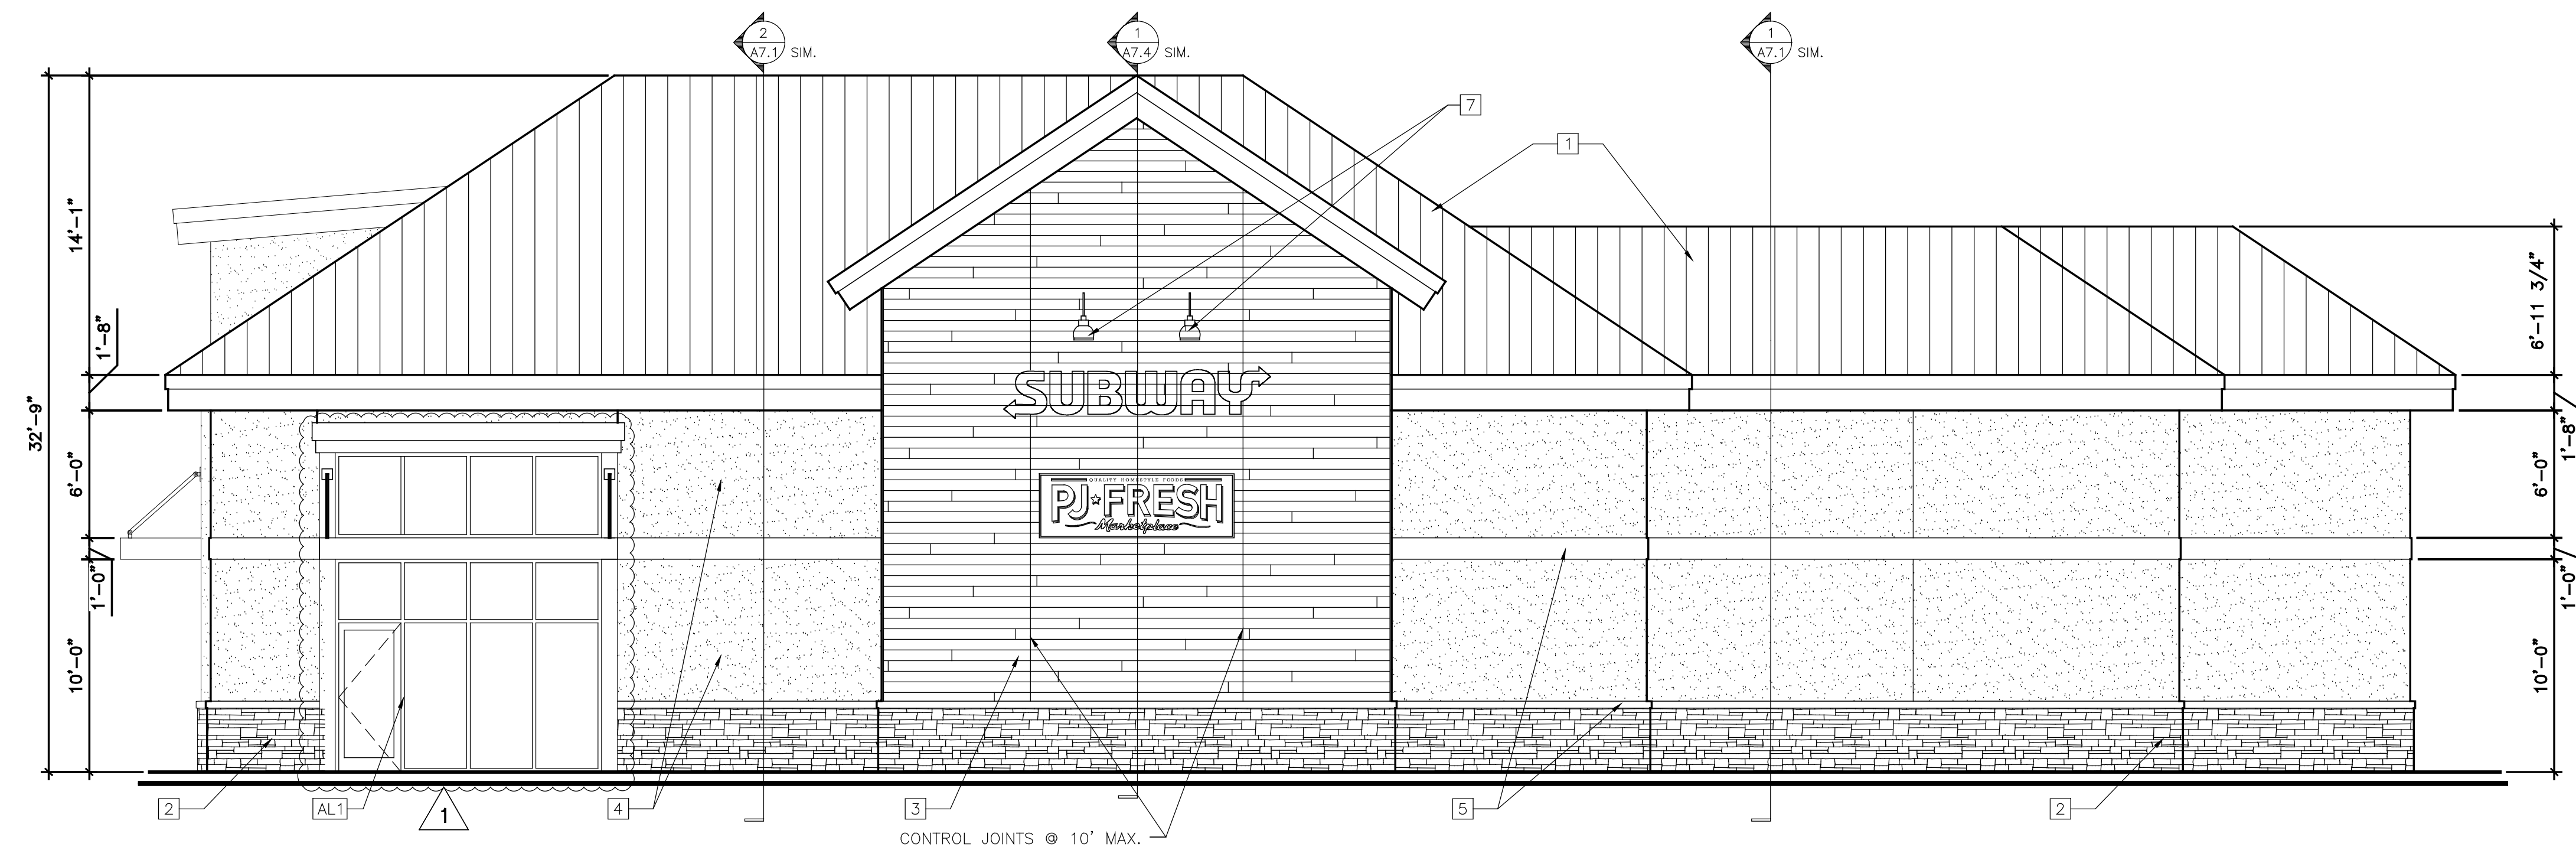 2
A7.1 SIM.
1
A7.4 SIM.
1
A7.1 SIM.
7
1
14'-1"
1'-8"
32'-9"
6'-0"
1'-0"
10'-0"
6'-11 3/4"
1'-8"
6'-0"
1'-0"
10'-0"
SUBWAY
QUALITY HOMESTYLE FOODS
PJ FRESH
Marketplace
2
AL1
1
4
3
5
2
CONTROL JOINTS @ 10' MAX.